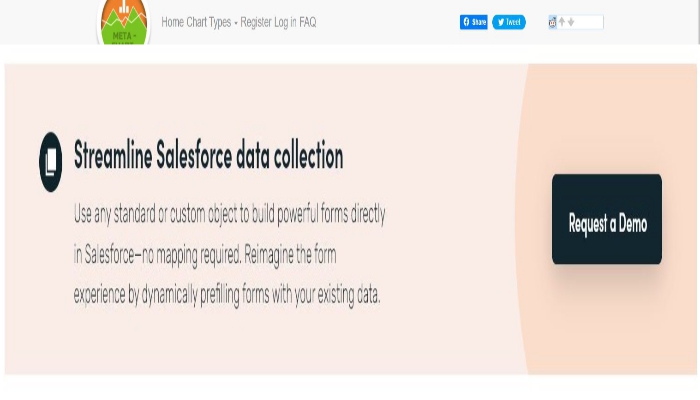 META -
Home Chart Types Register Log in FAQ
Share
Tweet
Streamline Salesforce data collection
Use any standard or custom object to build powerful forms directly
in Salesforce—no mapping required. Reimagine the form
experience by dynamically prefilling forms with your existing data.
Request a Demo